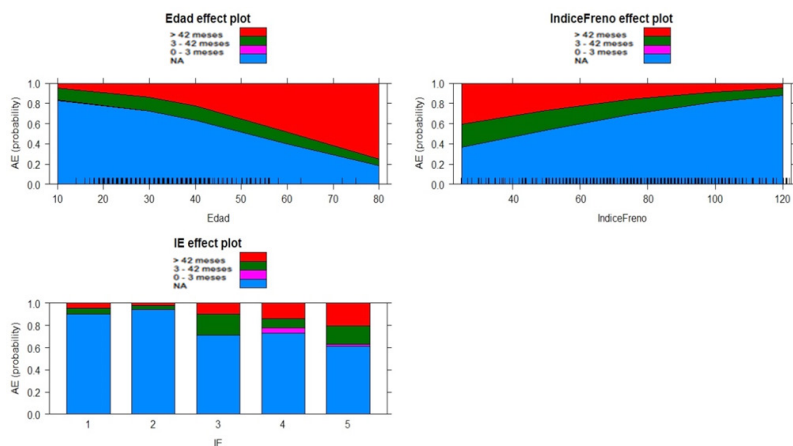 Edad effect plot
> 42 meses
3 - 42 meses
0 - 3 meses
NA
AE (probability)
1.0
0.8
0.6
0.4
0.2
0.0
10 20 30 40 50 60 70 80
Edad
IndiceFreno effect plot
> 42 meses
3 - 42 meses
0 - 3 meses
NA
AE (probability)
1.0
0.8
0.6
0.4
0.2
0.0
40 60 80 100 120
IndiceFreno
IE effect plot
> 42 meses
3 - 42 meses
0 - 3 meses
NA
AE (probability)
1.0
0.8
0.6
0.4
0.2
0.0
1 2 3 4 5
IE